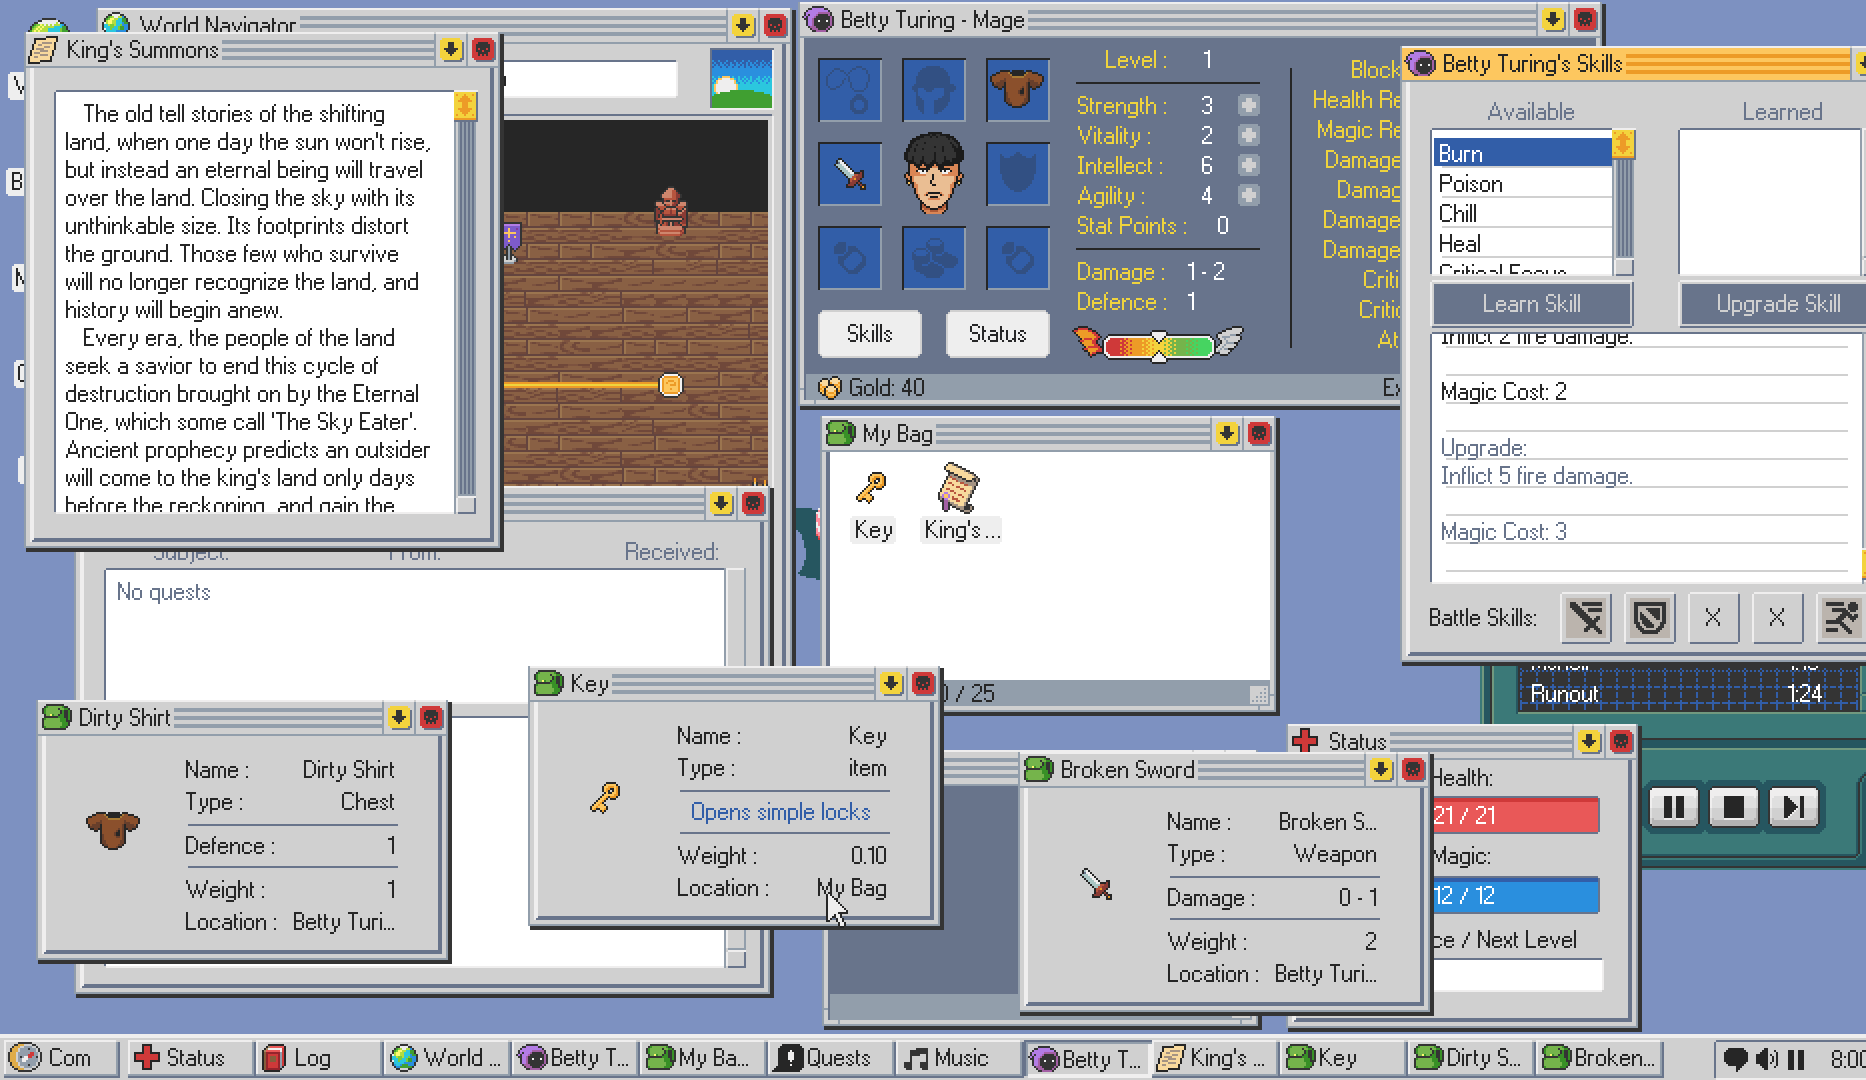 World Navigator
King's Summons
The old tell stories of the shifting
land, when one day the sun won't rise,
but instead an eternal being will travel
over the land. Closing the sky with its
unthinkable size. Its footprints distort
the ground. Those few who survive
will no longer recognize the land, and
history will begin anew.
Every era, the people of the land
seek a savior to end this cycle of
destruction brought on by the Eternal
One, which some call 'The Sky Eater'.
Ancient prophecy predicts an outsider
will come to the king's land only days
before the reckoning, and gain the
Betty Turing - Mage
Level : 1
Strength : 3
Vitality : 2
Intellect : 6
Agility : 4
Stat Points : 0
Damage : 1 - 2
Defence : 1
Block
Health Re
Magic Re
Damage
Damag
Damage
Damage
Criti
Critic
At
Skills
Status
Gold: 40
Ex
Betty Turing's Skills
Available
Learned
Burn
Poison
Chill
Heal
Critical Focus
Learn Skill
Upgrade Skill
Inflict 2 fire damage.
Magic Cost: 2
Upgrade:
Inflict 5 fire damage.
Magic Cost: 3
Battle Skills:
My Bag
Key
King's ...
/ 25
Subject: From: Received:
No quests
Dirty Shirt
Name : Dirty Shirt
Type : Chest
Defence : 1
Weight : 1
Location : Betty Turi...
Key
Name : Key
Type : item
Opens simple locks
Weight : 0.10
Location : My Bag
Broken Sword
Name : Broken S...
Type : Weapon
Damage : 0 - 1
Weight : 2
Location : Betty Turi...
Runout 1:24
Status
Health:
21 / 21
Magic:
12 / 12
ce / Next Level
Com
Status
Log
World ...
Betty T...
My Ba...
Quests
Music
Betty T...
King's ...
Key
Dirty S...
Broken...
8:00